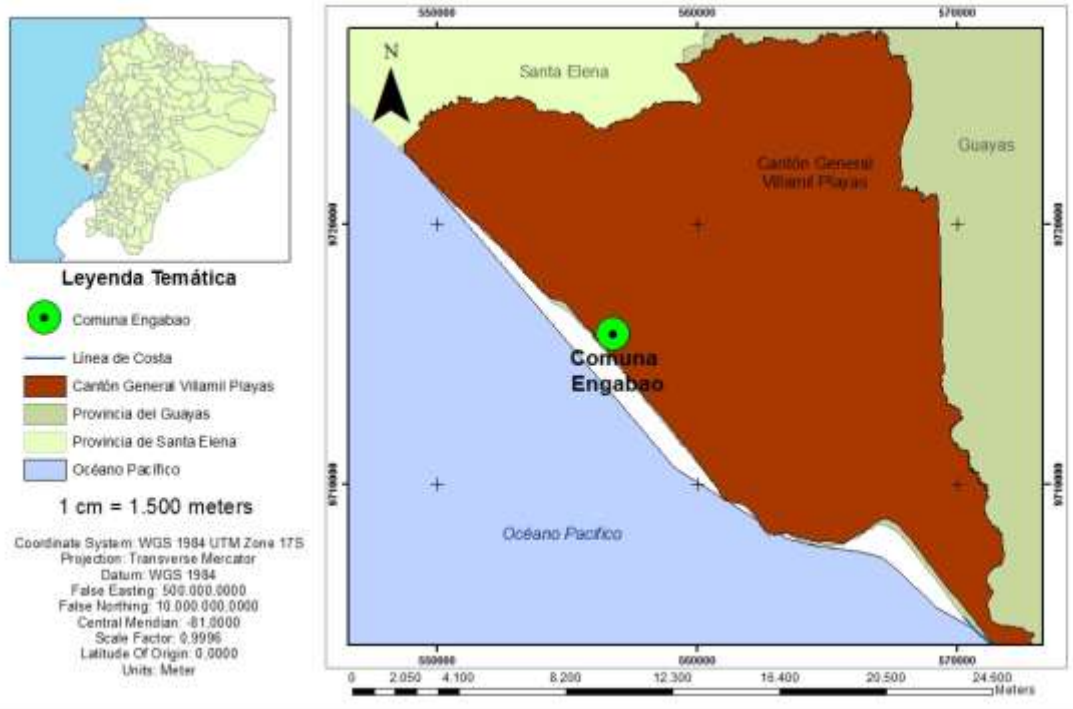 Leyenda Temática
Comuna Engabao
Línea de Costa
Cantón General Villamil Playas
Provincia del Guayas
Provincia de Santa Elena
Océano Pacífico
1 cm = 1.500 meters
Coordinate System: WGS 1984 UTM Zone 17S
Projection: Transverse Mercator
Datum: WGS 1984
False Easting: 500.000,0000
False Northing: 10.000.000,0000
Central Meridian: -81,0000
Scale Factor: 0,9996
Latitude Of Origin: 0,0000
Units: Meter
550000 560000 570000
N
Santa Elena
Guayas
Cantón General
Villamil Playas
9720000 9720000
Comuna
Engabao
9710000 9710000
Océano Pacífico
550000 560000 570000
0 2.050 4.100 8.200 12.300 16.400 20.500 24.600
Meters